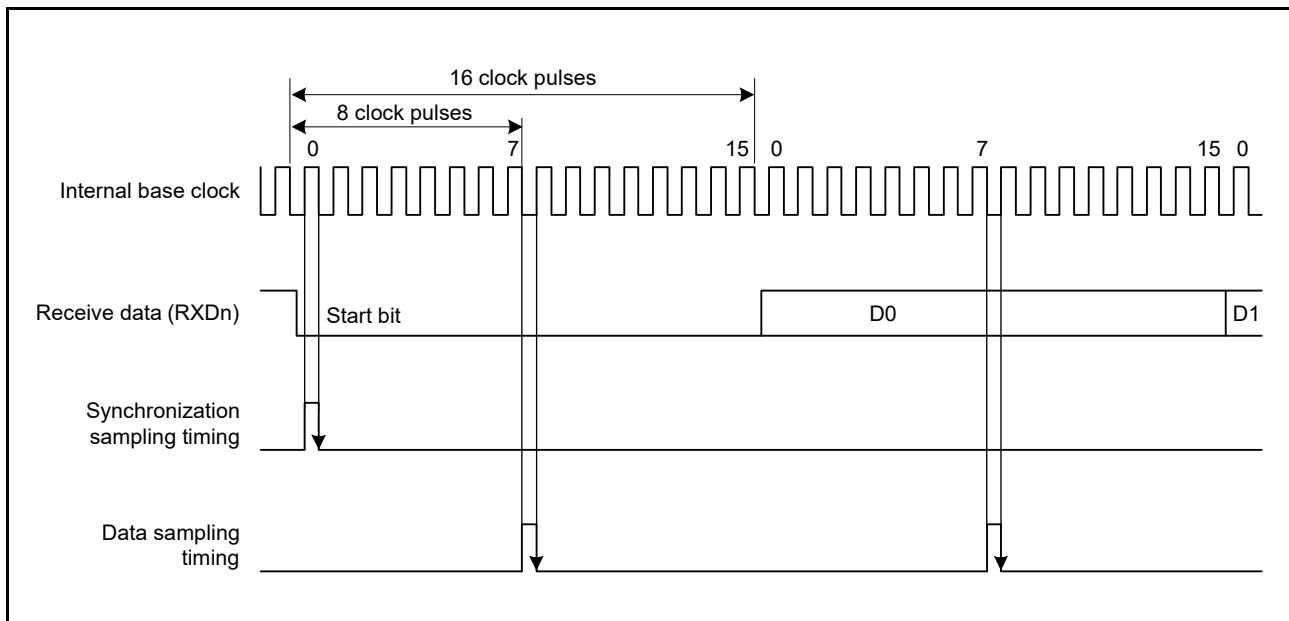 16 clock pulses
8 clock pulses
0 7 15 0 7 15 0
Internal base clock
Receive data (RXDn) Start bit D0 D1
Synchronization
sampling timing
Data sampling
timing